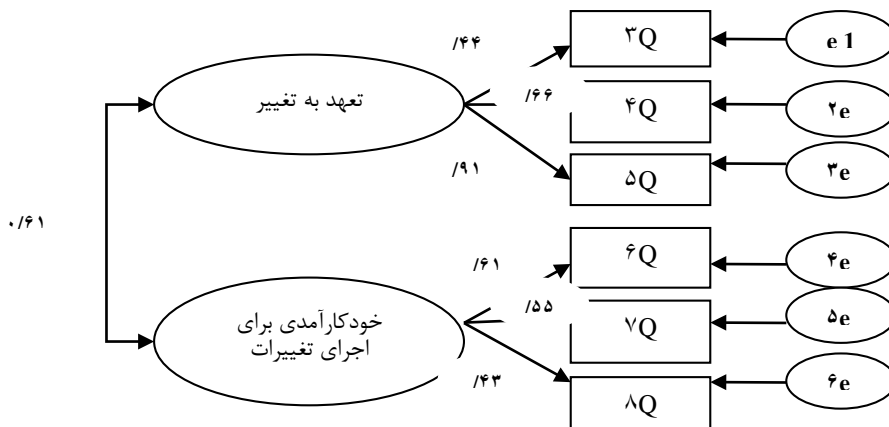 /۴۴
۳Q
e 1
تعهد به تغییر
/۶۶
۴Q
۲e
/۹۱
۵Q
۳e
۰/۶۱
/۶۱
۶Q
۴e
خودکارآمدی برای
اجرای تغییرات
/۵۵
۷Q
۵e
/۴۳
۸Q
۶e